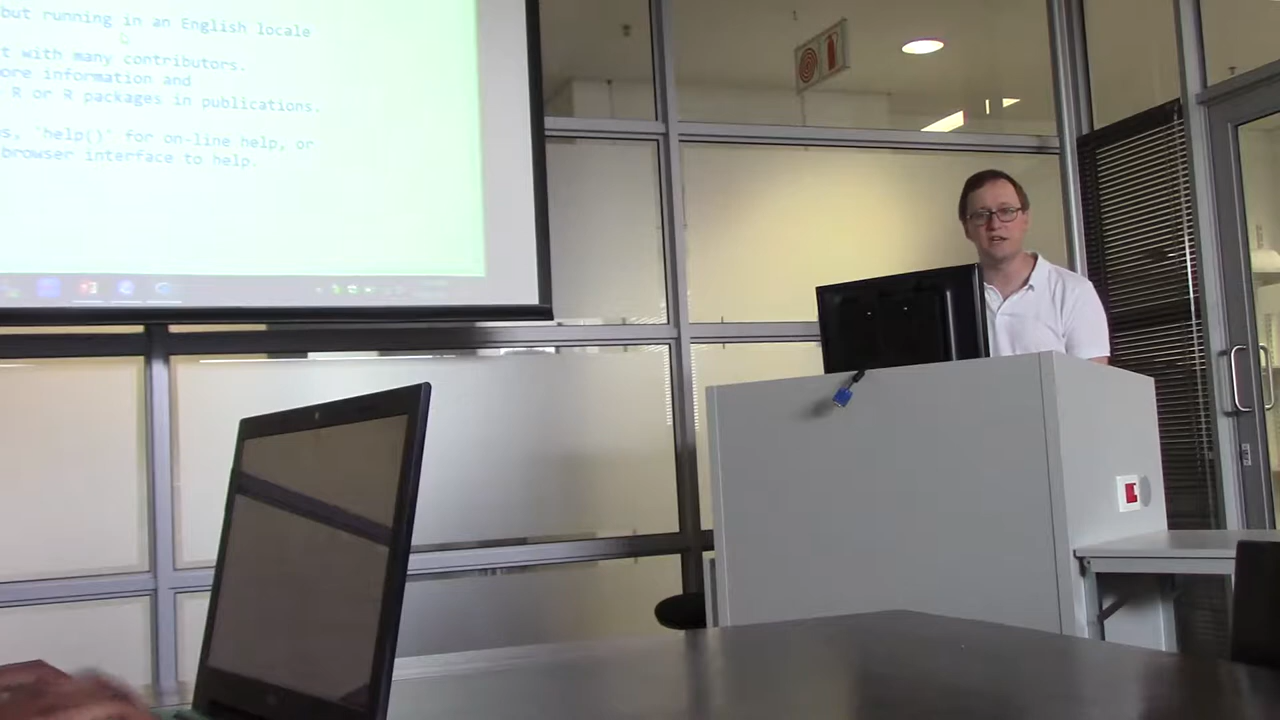 but running in an English locale
t with many contributors.
ore information and
R or R packages in publications.
s, 'help()' for on-line help, or
browser interface to help.